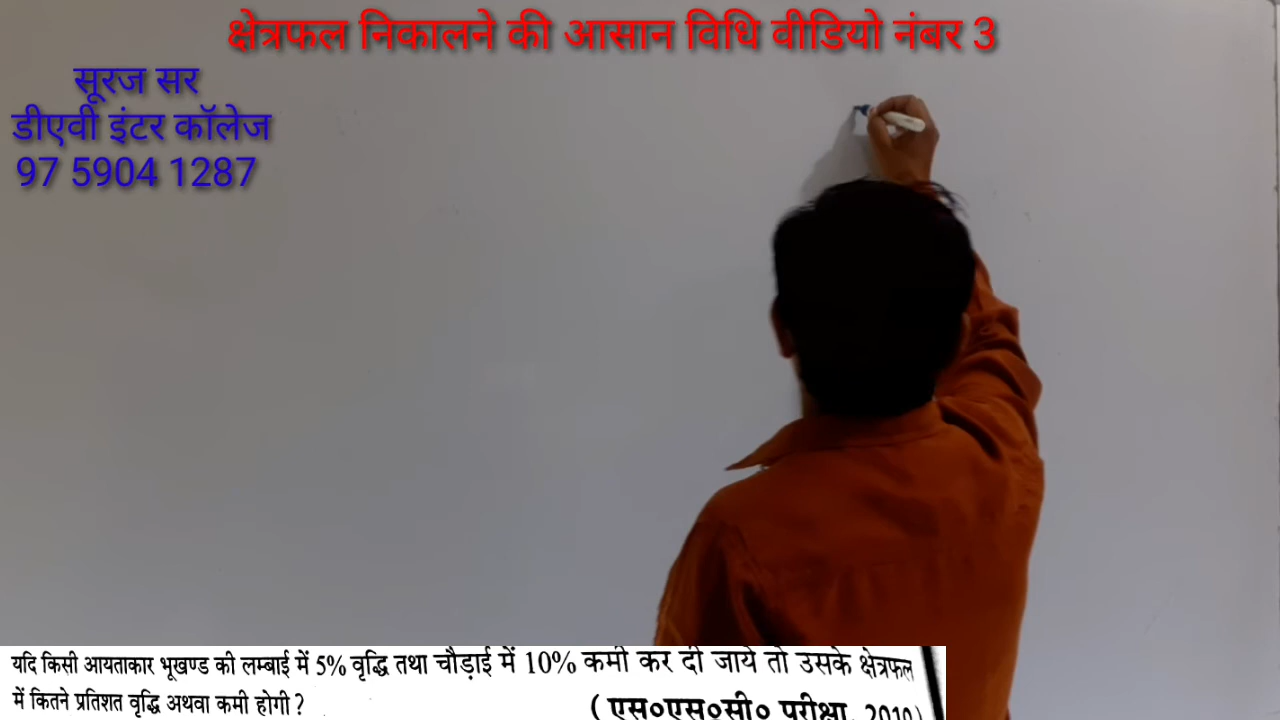 क्षेत्रफल निकालने की आसान विधि वीडियो नंबर 3
सूरज सर
डीएवी इंटर कॉलेज
97 5904 1287
यदि किसी आयताकार भूखण्ड की लम्बाई में 5% वृद्धि तथा चौड़ाई में 10% कमी कर दी जाये तो उसके क्षेत्रफल
में कितने प्रतिशत वृद्धि अथवा कमी होगी ?
( एस०एस०सी० परीक्षा, 2010)